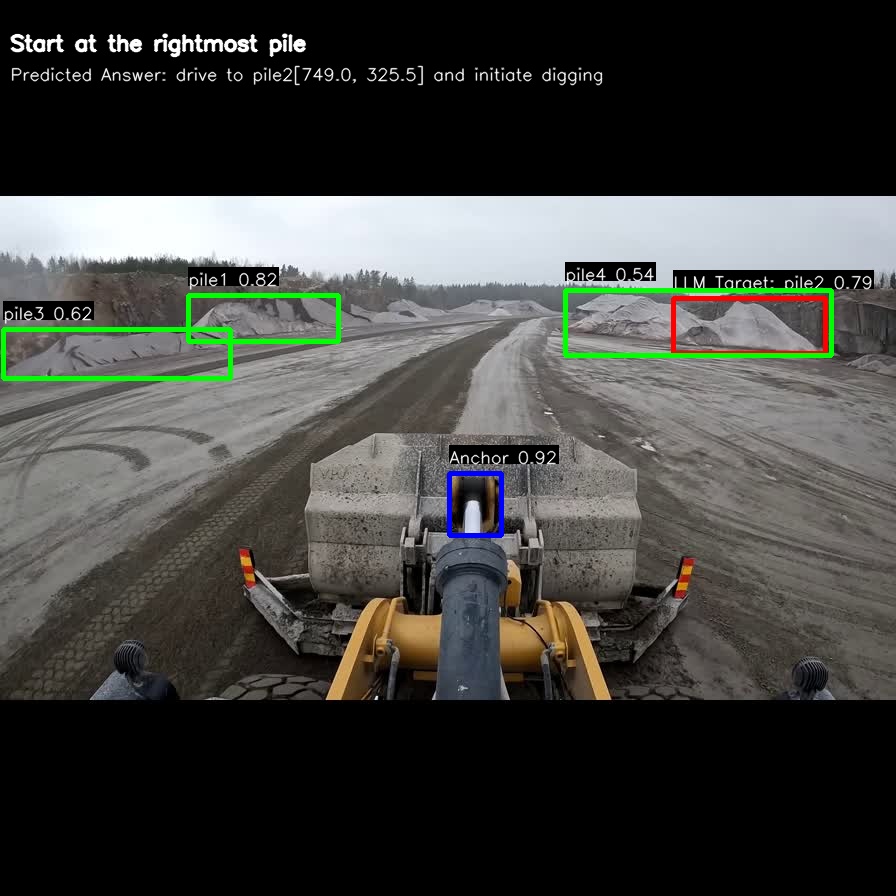 Start at the rightmost pile
Predicted Answer: drive to pile2[749.0, 325.5] and initiate digging
pile4 0.54
pile1 0.82
LLM Target: pile2 0.79
pile3 0.62
Anchor 0.92